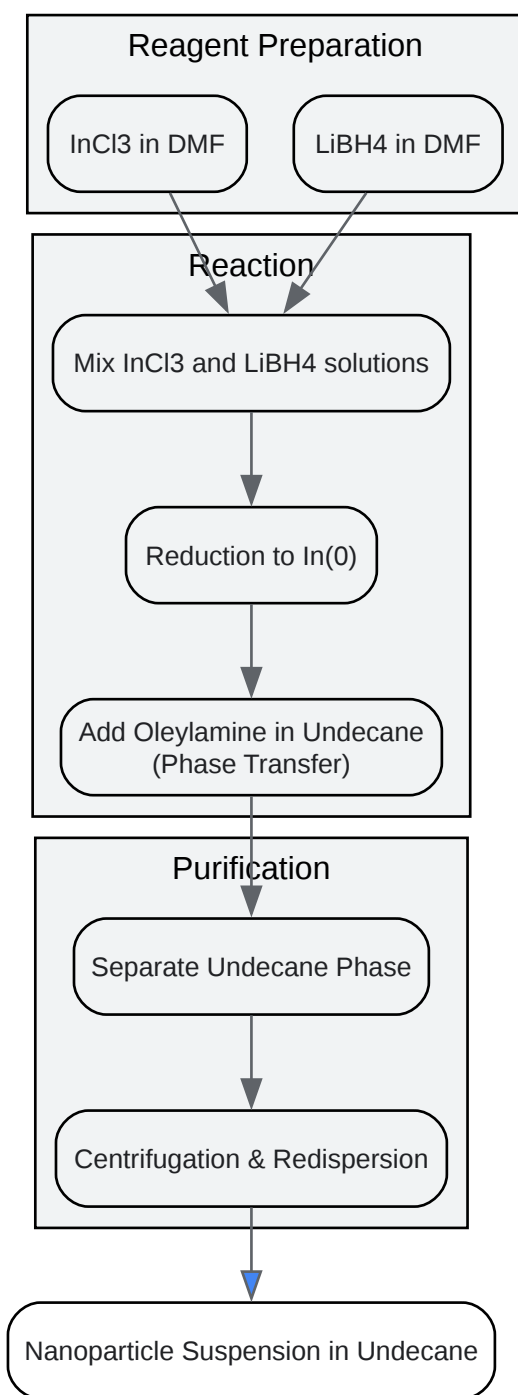 Reagent Preparation
InCl3 in DMF
LiBH4 in DMF
Reaction
Mix InCl3 and LiBH4 solutions
Reduction to In(0)
Add Oleylamine in Undecane
(Phase Transfer)
Purification
Separate Undecane Phase
Centrifugation & Redispersion
Nanoparticle Suspension in Undecane